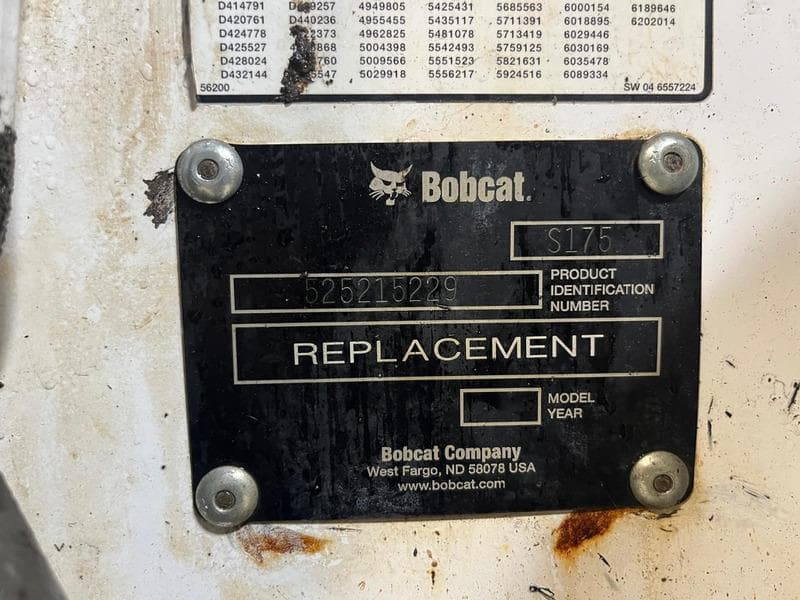 D414791 5425431 5685563 6000154 6189646
D420761 D440236 4955455 5435117 5711391 6018895 6202014
D424778 4962825 5481078 5713419 6029446
D425527 5004398 5542493 5759125 6030169
D428024 5009566 5551523 5821631 6035478
D432144 5029918 5556217 5924516 6089334
56200 SW 04 6557224
Bobcat.
S175
525215229 PRODUCT
IDENTIFICATION
NUMBER
REPLACEMENT
MODEL
YEAR
Bobcat Company
West Fargo, ND 58078 USA
www.bobcat.com